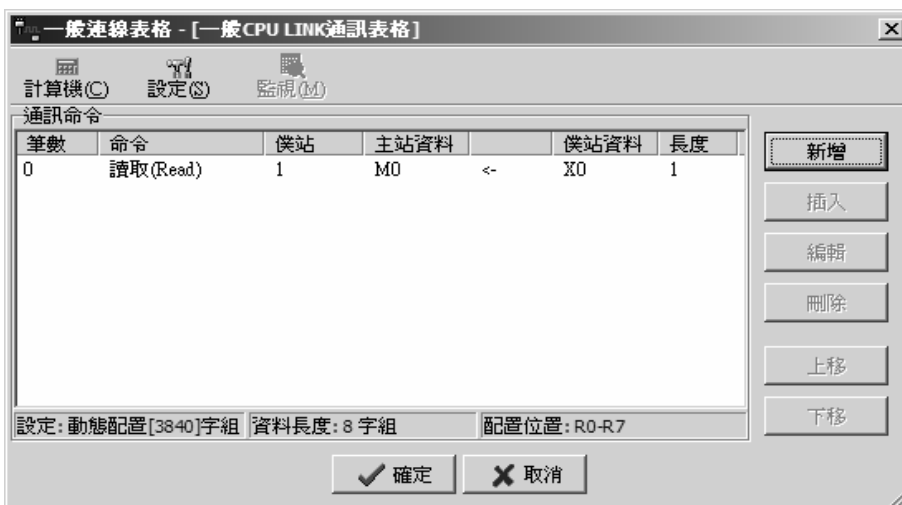 一般連線表格 - [一般CPU LINK通訊表格]
計算機(C) 設定(S) 監視(M)
通訊命令
筆數 命令 僕站 主站資料 僕站資料 長度
0 讀取(Read) 1 M0 <- X0 1
新增
插入
編輯
刪除
上移
下移
設定:動態配置[3840]字組 資料長度:8 字組 配置位置:R0-R7
確定 取消